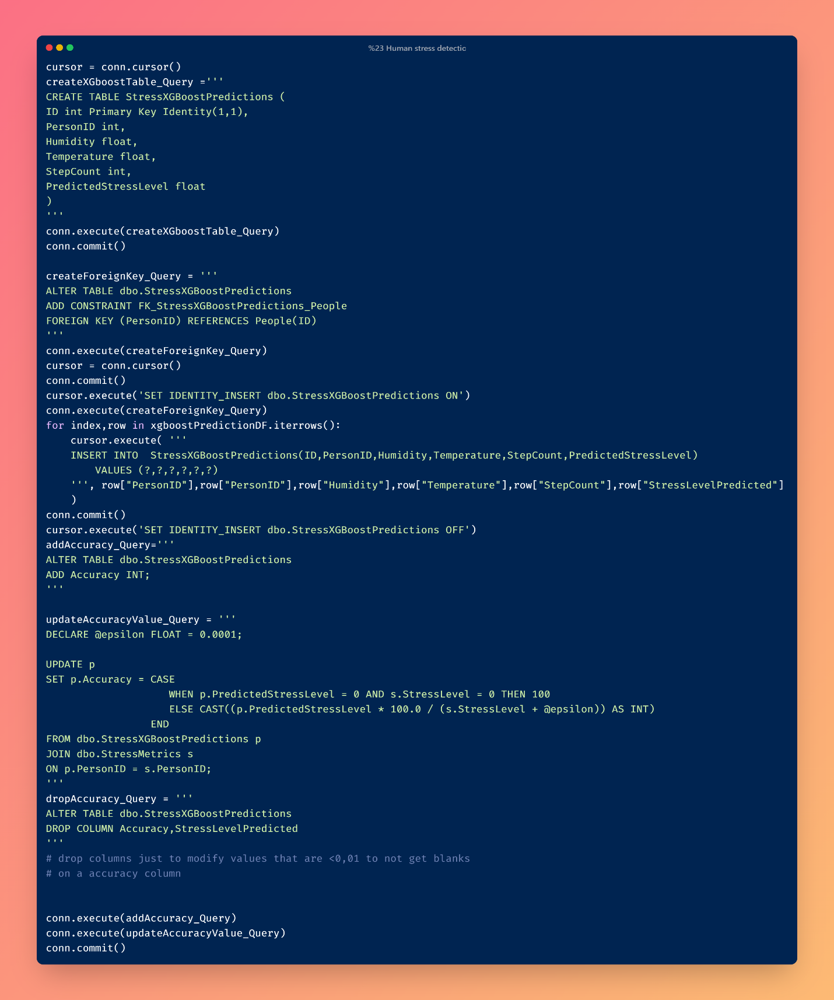 %23 Human stress detectio
cursor = conn.cursor()
createXGboostTable_Query ='''
CREATE TABLE StressXGBoostPredictions (
ID int Primary Key Identity(1,1),
PersonID int,
Humidity float,
Temperature float,
StepCount int,
PredictedStressLevel float
)
'''
conn.execute(createXGboostTable_Query)
conn.commit()

createForeignKey_Query = '''
ALTER TABLE dbo.StressXGBoostPredictions
ADD CONSTRAINT FK_StressXGBoostPredictions_People
FOREIGN KEY (PersonID) REFERENCES People(ID)
'''
conn.execute(createForeignKey_Query)
cursor = conn.cursor()
conn.commit()
cursor.execute('SET IDENTITY_INSERT dbo.StressXGBoostPredictions ON')
conn.execute(createForeignKey_Query)
for index,row in xgboostPredictionDF.iterrows():
    cursor.execute( '''
    INSERT INTO  StressXGBoostPredictions(ID,PersonID,Humidity,Temperature,StepCount,PredictedStressLevel)
        VALUES (?,?,?,?,?,?)
    ''', row["PersonID"],row["PersonID"],row["Humidity"],row["Temperature"],row["StepCount"],row["StressLevelPredicted"]
    )
conn.commit()
cursor.execute('SET IDENTITY_INSERT dbo.StressXGBoostPredictions OFF')
addAccuracy_Query='''
ALTER TABLE dbo.StressXGBoostPredictions
ADD Accuracy INT;
'''

updateAccuracyValue_Query = '''
DECLARE @epsilon FLOAT = 0.0001;

UPDATE p
SET p.Accuracy = CASE
                    WHEN p.PredictedStressLevel = 0 AND s.StressLevel = 0 THEN 100
                    ELSE CAST((p.PredictedStressLevel * 100.0 / (s.StressLevel + @epsilon)) AS INT)
                 END
FROM dbo.StressXGBoostPredictions p
JOIN dbo.StressMetrics s
ON p.PersonID = s.PersonID;
'''
dropAccuracy_Query = '''
ALTER TABLE dbo.StressXGBoostPredictions
DROP COLUMN Accuracy,StressLevelPredicted
'''
# drop columns just to modify values that are <0,01 to not get blanks
# on a accuracy column


conn.execute(addAccuracy_Query)
conn.execute(updateAccuracyValue_Query)
conn.commit()